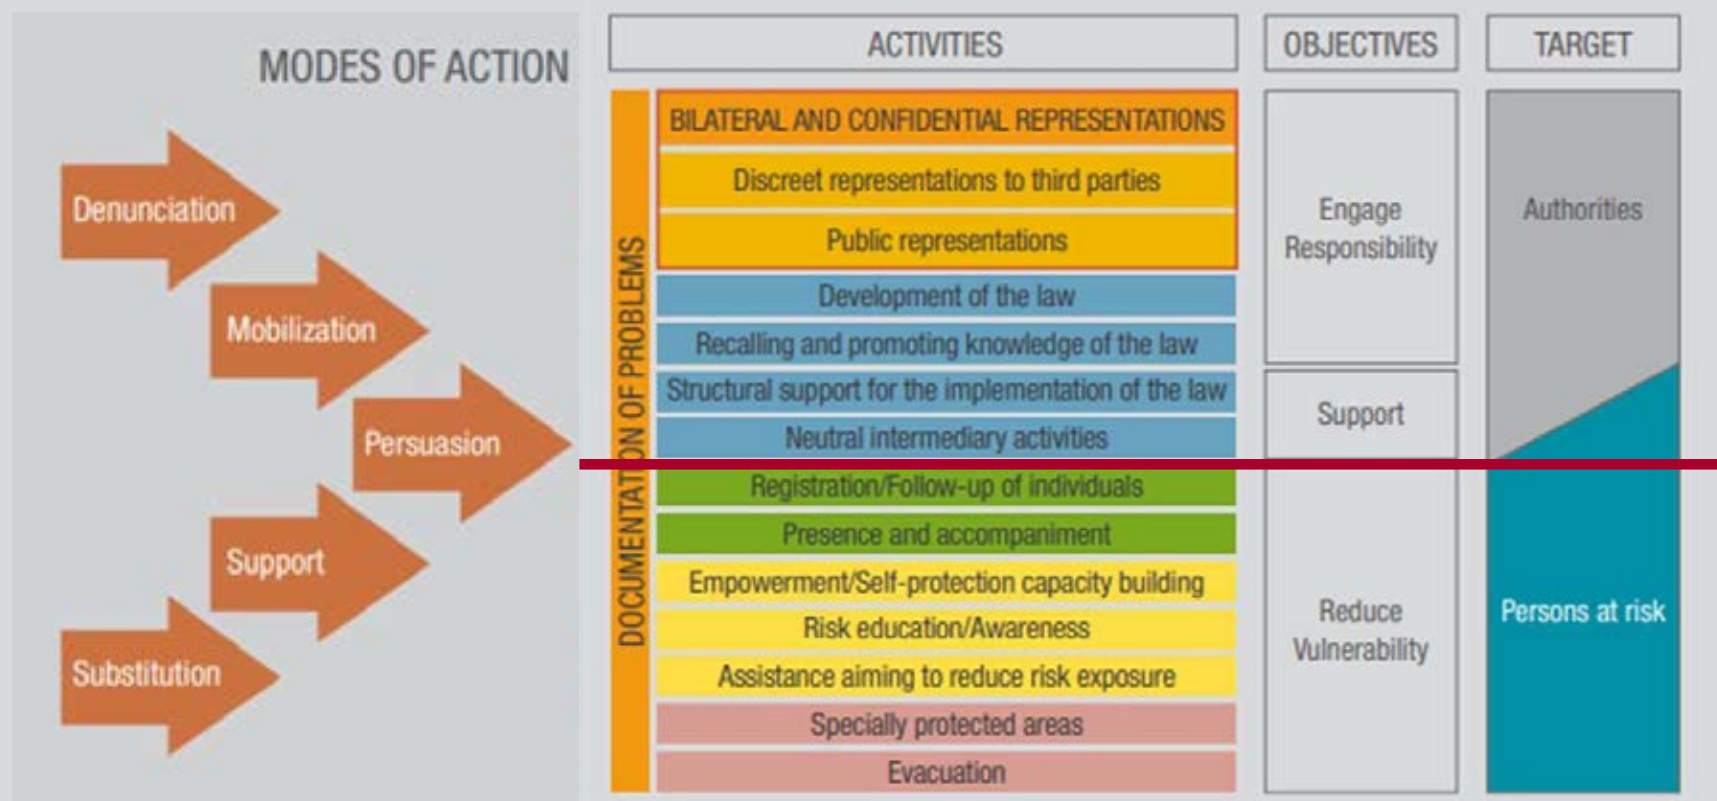 MODES OF ACTION
Denunciation
Mobilization
Persuasion
Support
Substitution
ACTIVITIES
DOCUMENTATION OF PROBLEMS
BILATERAL AND CONFIDENTIAL REPRESENTATIONS
Discreet representations to third parties
Public representations
Development of the law
Recalling and promoting knowledge of the law
Structural support for the implementation of the law
Neutral intermediary activities
Registration/Follow-up of individuals
Presence and accompaniment
Empowerment/Self-protection capacity building
Risk education/Awareness
Assistance aiming to reduce risk exposure
Specially protected areas
Evacuation
OBJECTIVES
Engage
Responsibility
Support
Reduce
Vulnerability
TARGET
Authorities
Persons at risk